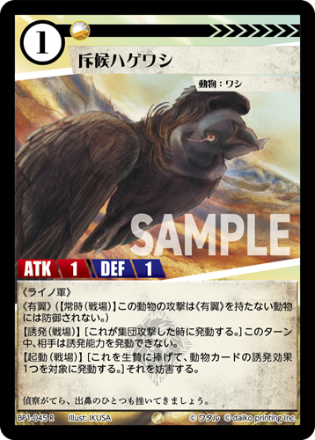 1
斥候ハゲワシ
動物：ワシ
SAMPLE
ATK 1 DEF 1
《ライノ軍》
《有翼》（【常時（戦場）】この動物の攻撃は《有翼》を持たない動物
には防御されない。）
【誘発（戦場）】［これが集団攻撃した時に発動する。］このターン
中、相手は誘発能力を発動できない。
【起動（戦場）】［これを生贄に捧げて、動物カードの誘発効果
1つを対象に発動する。］それを妨害する。
偵察がてら、出鼻のひとつも挫いてきましょう。
BP1-045 R Illust: IKUSA ©ワタル ©daiko printing inc.